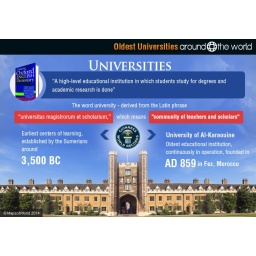 Oldest Universities around the world
UNIVERSITIES
Oxford
ENGLISH
Dictionary
"A high-level educational institution in which students study for degrees and
academic research is done"
The word university - derived from the Latin phrase
"universitas magistrorum et scholarium,"
which means
"community of teachers and scholars"
Earliest centers of learning,
established by the Sumerians
around
3,500 BC
University of Al-Karaouine
Oldest educational institution,
continuously in operation, founded in
AD 859 in Fez, Morocco